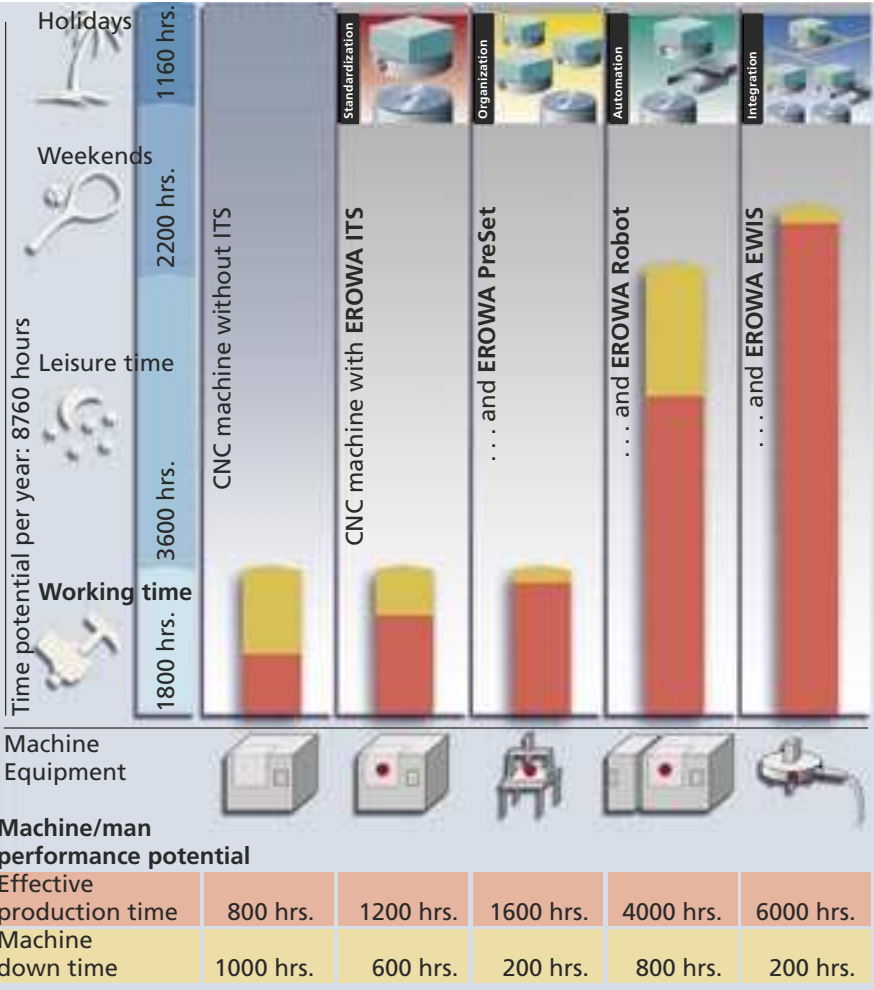 Time potential per year: 8760 hours
Holidays
1160 hrs.
Weekends
2200 hrs.
Leisure time
3600 hrs.
Working time
1800 hrs.
CNC machine without ITS
Standardization
CNC machine with EROWA ITS
Organization
. . . and EROWA PreSet
Automation
. . . and EROWA Robot
Integration
. . . and EROWA EWIS
Machine
Equipment
Machine/man
performance potential
Effective
production time 800 hrs. 1200 hrs. 1600 hrs. 4000 hrs. 6000 hrs.
Machine
down time 1000 hrs. 600 hrs. 200 hrs. 800 hrs. 200 hrs.